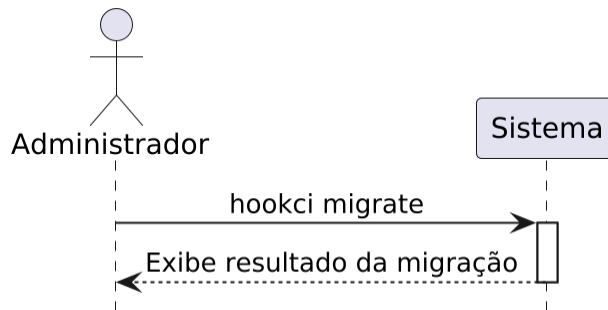 Administrador
Sistema
hookci migrate
Exibe resultado da migração